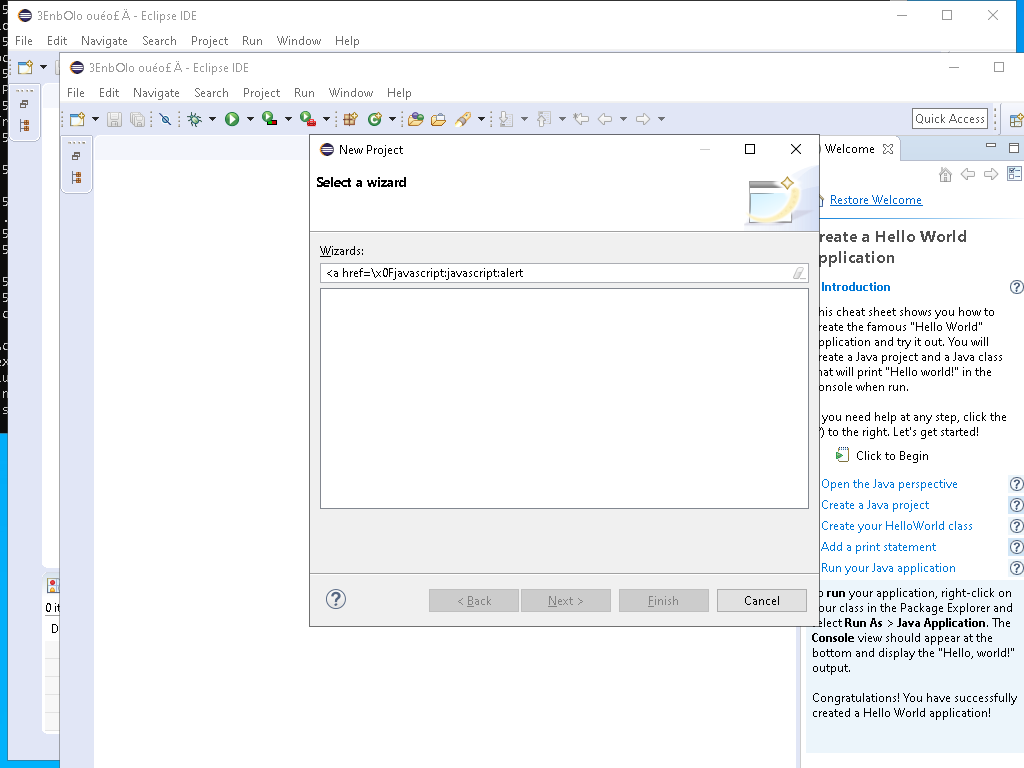 3EnbOlo ouéo£ Ä - Eclipse IDE
File Edit Navigate Search Project Run Window Help
3EnbOlo ouéo£ Ä - Eclipse IDE
File Edit Navigate Search Project Run Window Help
Quick Access
New Project
Welcome
Select a wizard
Restore Welcome
reate a Hello World
pplication
Wizards:
<a href=\x0Fjavascript:javascript:alert
Introduction
his cheat sheet shows you how to
reate the famous "Hello World"
pplication and try it out. You will
reate a Java project and a Java class
hat will print "Hello world!" in the
onsole when run.
you need help at any step, click the
?) to the right. Let's get started!
Click to Begin
Open the Java perspective
Create a Java project
Create your HelloWorld class
Add a print statement
Run your Java application
< Back
Next >
Finish
Cancel
o run your application, right-click on
our class in the Package Explorer and
elect Run As > Java Application. The
Console view should appear at the
bottom and display the "Hello, world!"
output.
Congratulations! You have successfully
created a Hello World application!
0 it
D